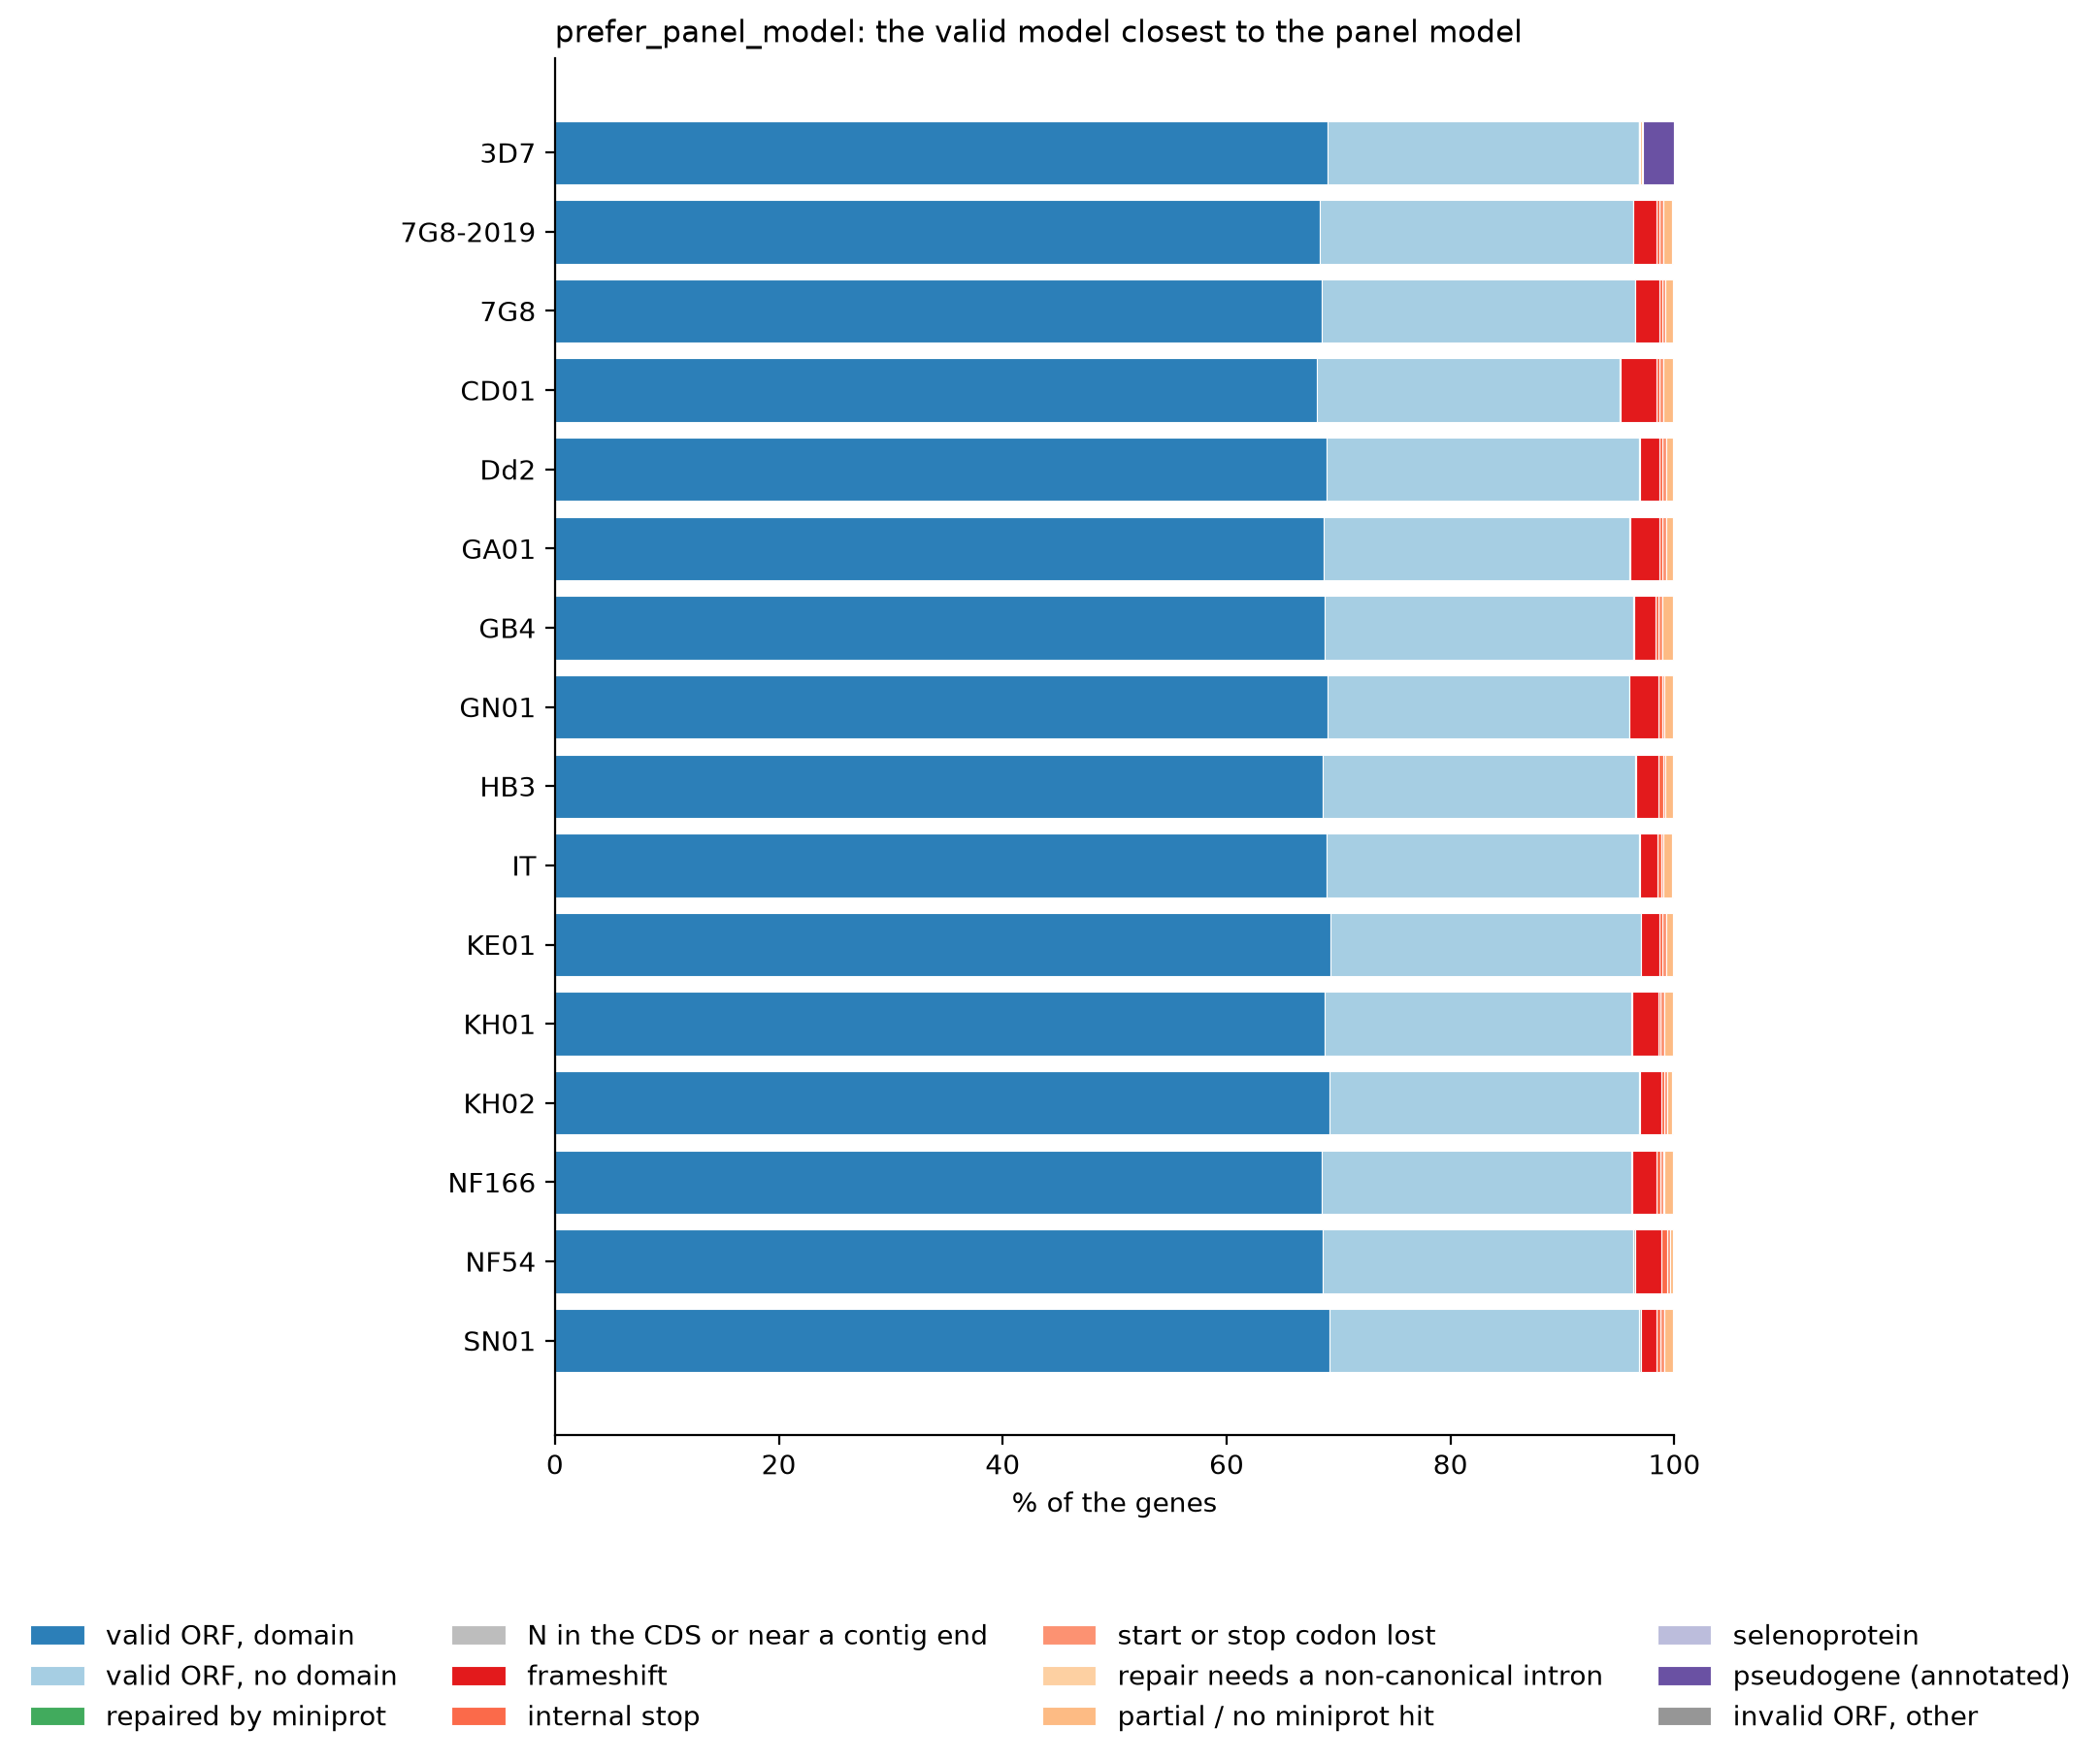 prefer_panel_model: the valid model closest to the panel model
3D7
7G8-2019
7G8
CD01
Dd2
GA01
GB4
GN01
HB3
IT
KE01
KH01
KH02
NF166
NF54
SN01
0 20 40 60 80 100
% of the genes
valid ORF, domain
valid ORF, no domain
repaired by miniprot
N in the CDS or near a contig end
frameshift
internal stop
start or stop codon lost
repair needs a non-canonical intron
partial / no miniprot hit
selenoprotein
pseudogene (annotated)
invalid ORF, other